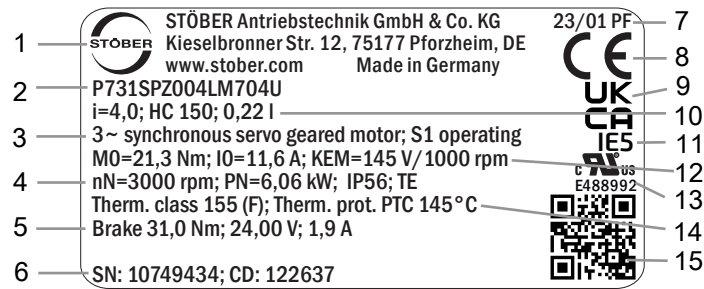 STÖBER Antriebstechnik GmbH & Co. KG 23/01 PF 7
1 STÖBER Kieselbronner Str. 12, 75177 Pforzheim, DE CE 8
www.stober.com Made in Germany
2 P731SPZ004LM704U UK CA 9
i=4,0; HC 150; 0,22 l 10
3 3~ synchronous servo geared motor; S1 operating IE5 11
M0=21,3 Nm; I0=11,6 A; KEM=145 V/1000 rpm 12
4 nN=3000 rpm; PN=6,06 kW; IP56; TE c RU US
E488992 13
Therm. class 155 (F); Therm. prot. PTC 145°C 14
5 Brake 31,0 Nm; 24,00 V; 1,9 A
15
6 SN: 10749434; CD: 122637